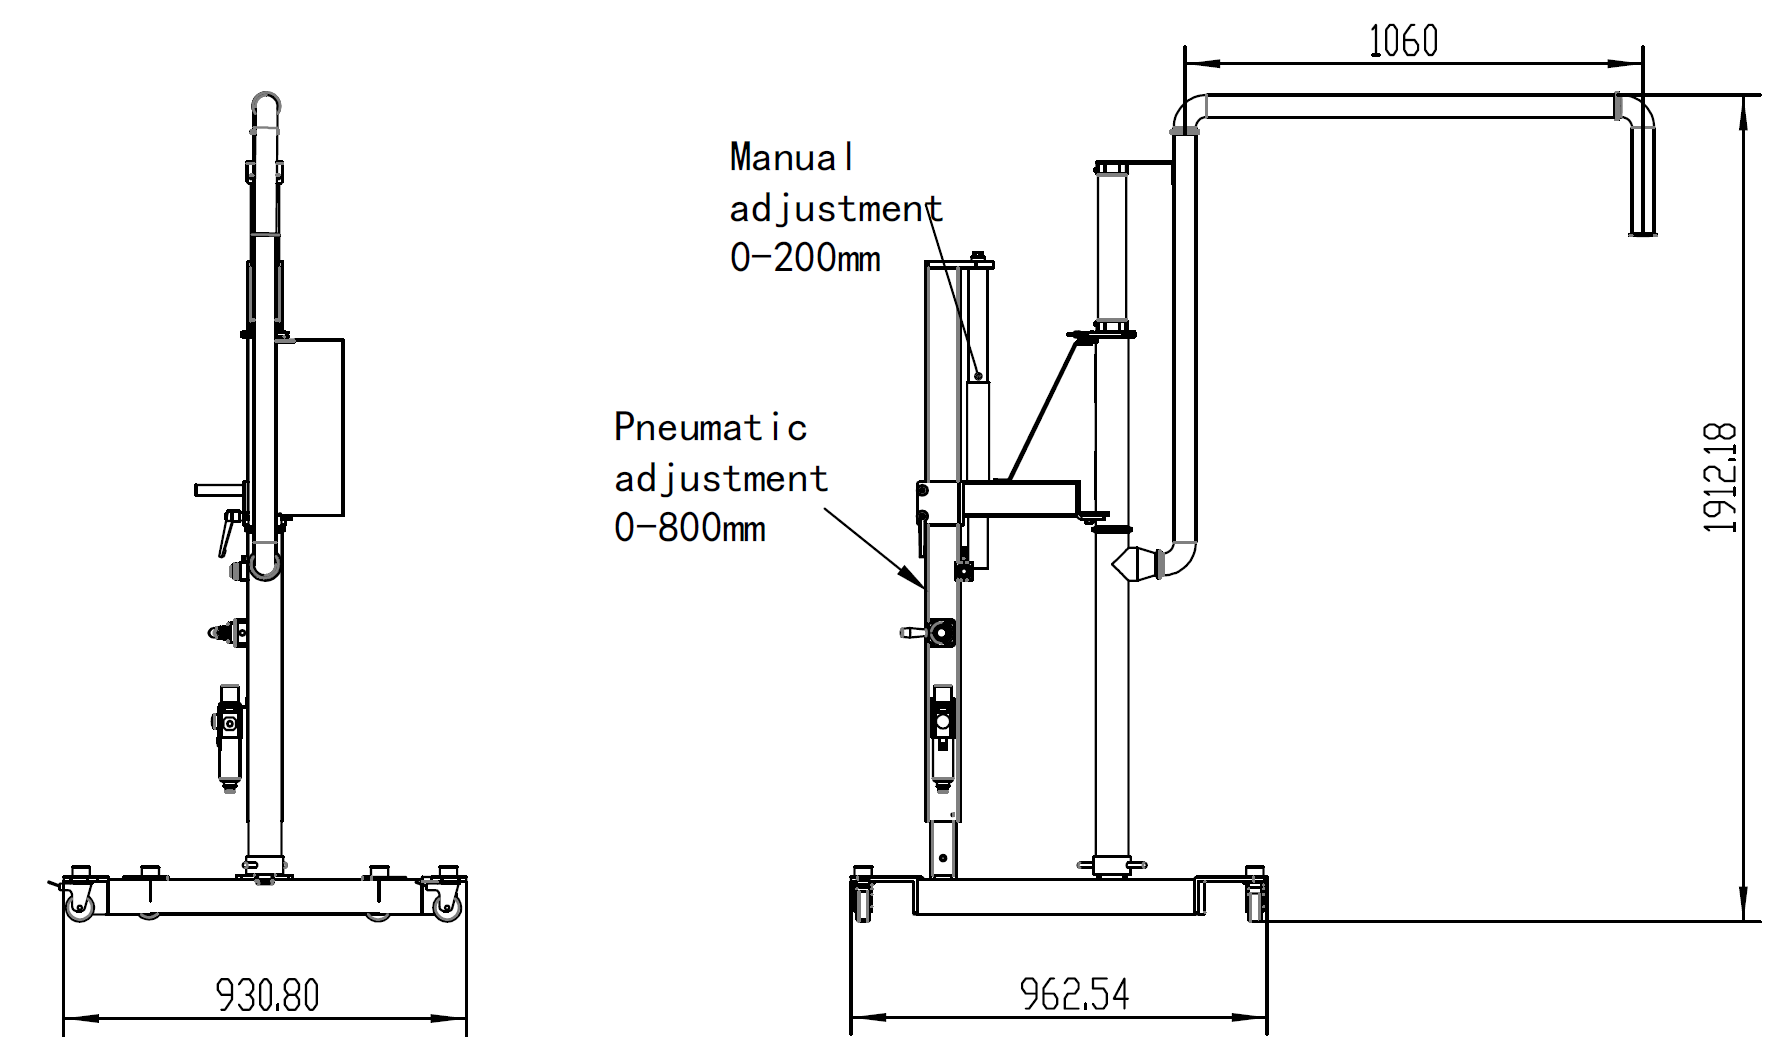 1060
Manual
adjustment
0-200mm
Pneumatic
adjustment
0-800mm
1912.18
930.80
962.54